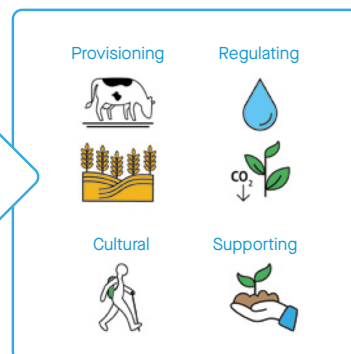 Provisioning
Regulating
CO₂
Cultural
Supporting